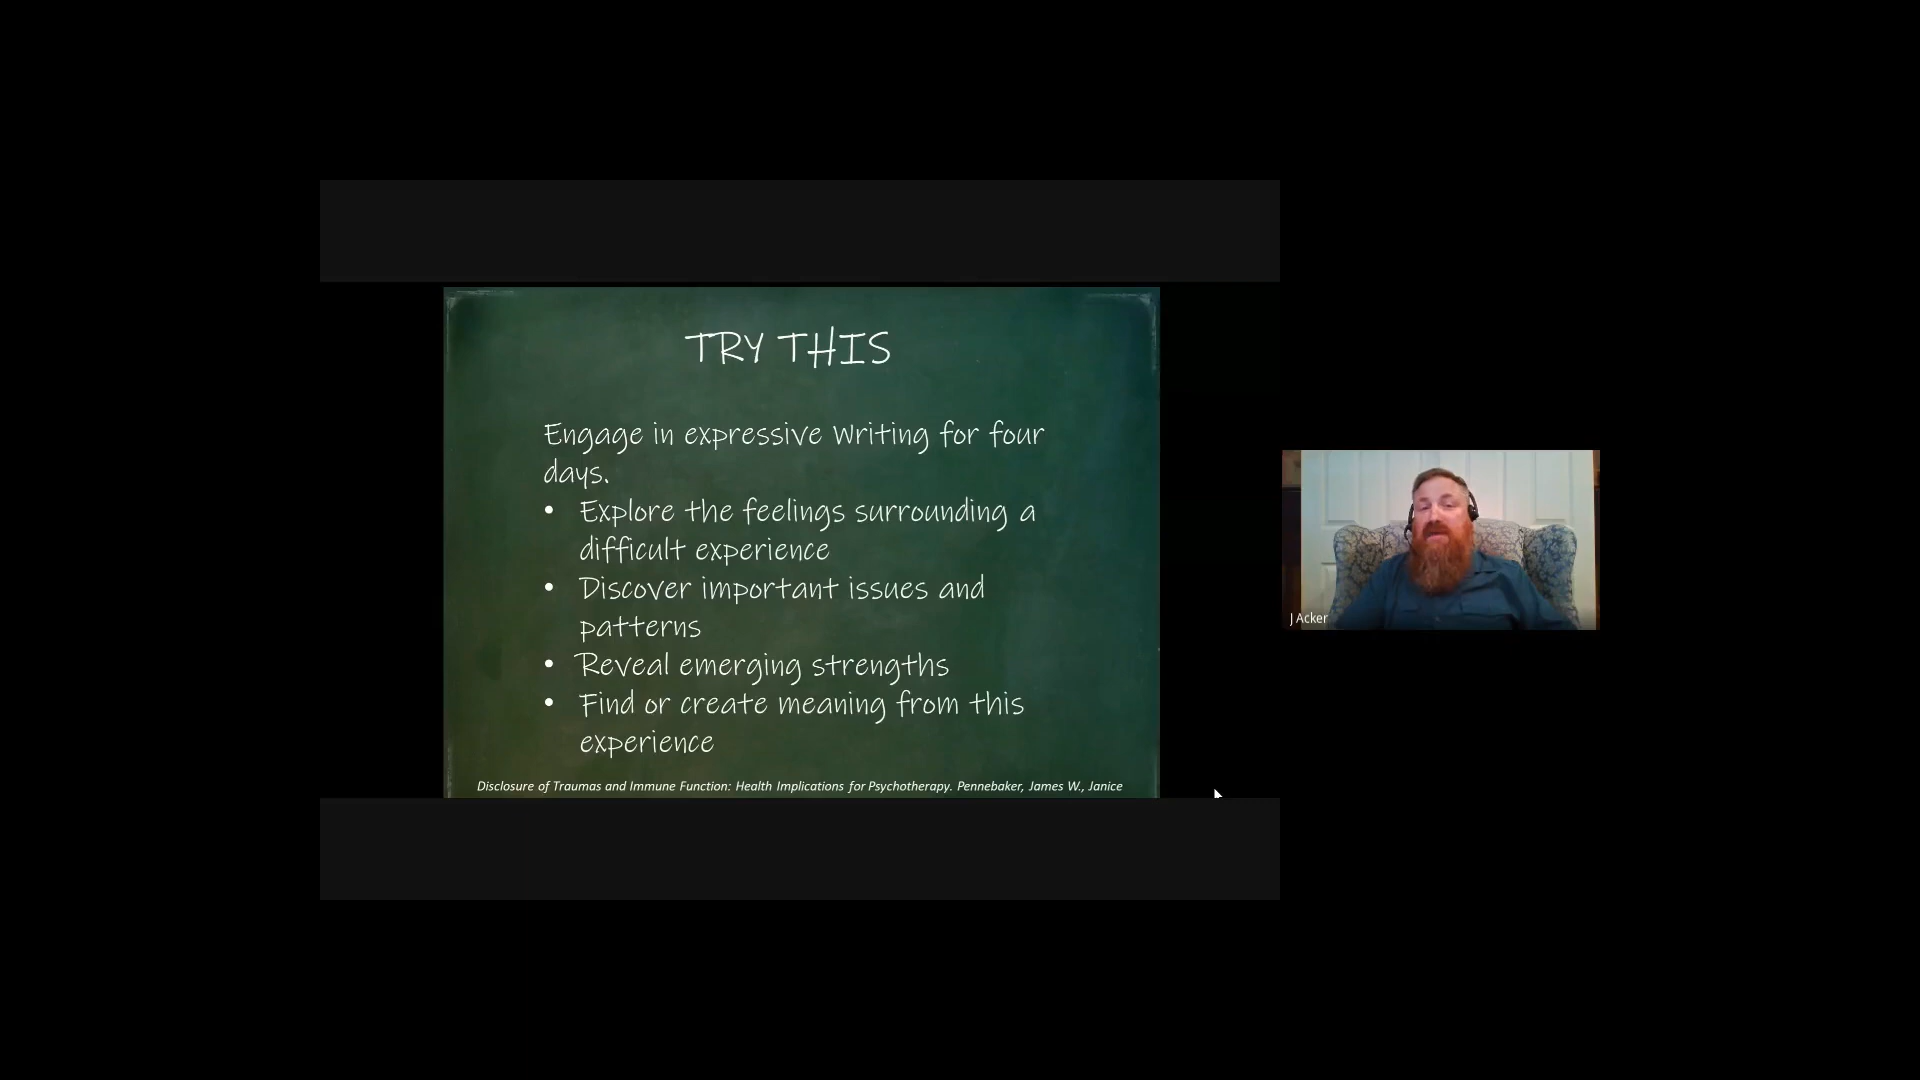 TRY THIS
Engage in expressive Writing for four
days.
• Explore the feelings surrounding a
difficult experience
• Discover important issues and
patterns
• Reveal emerging strengths
• Find or create meaning from this
experience
Disclosure of Traumas and Immune Function: Health Implications for Psychotherapy. Pennebaker, James W., Janice
J Acker